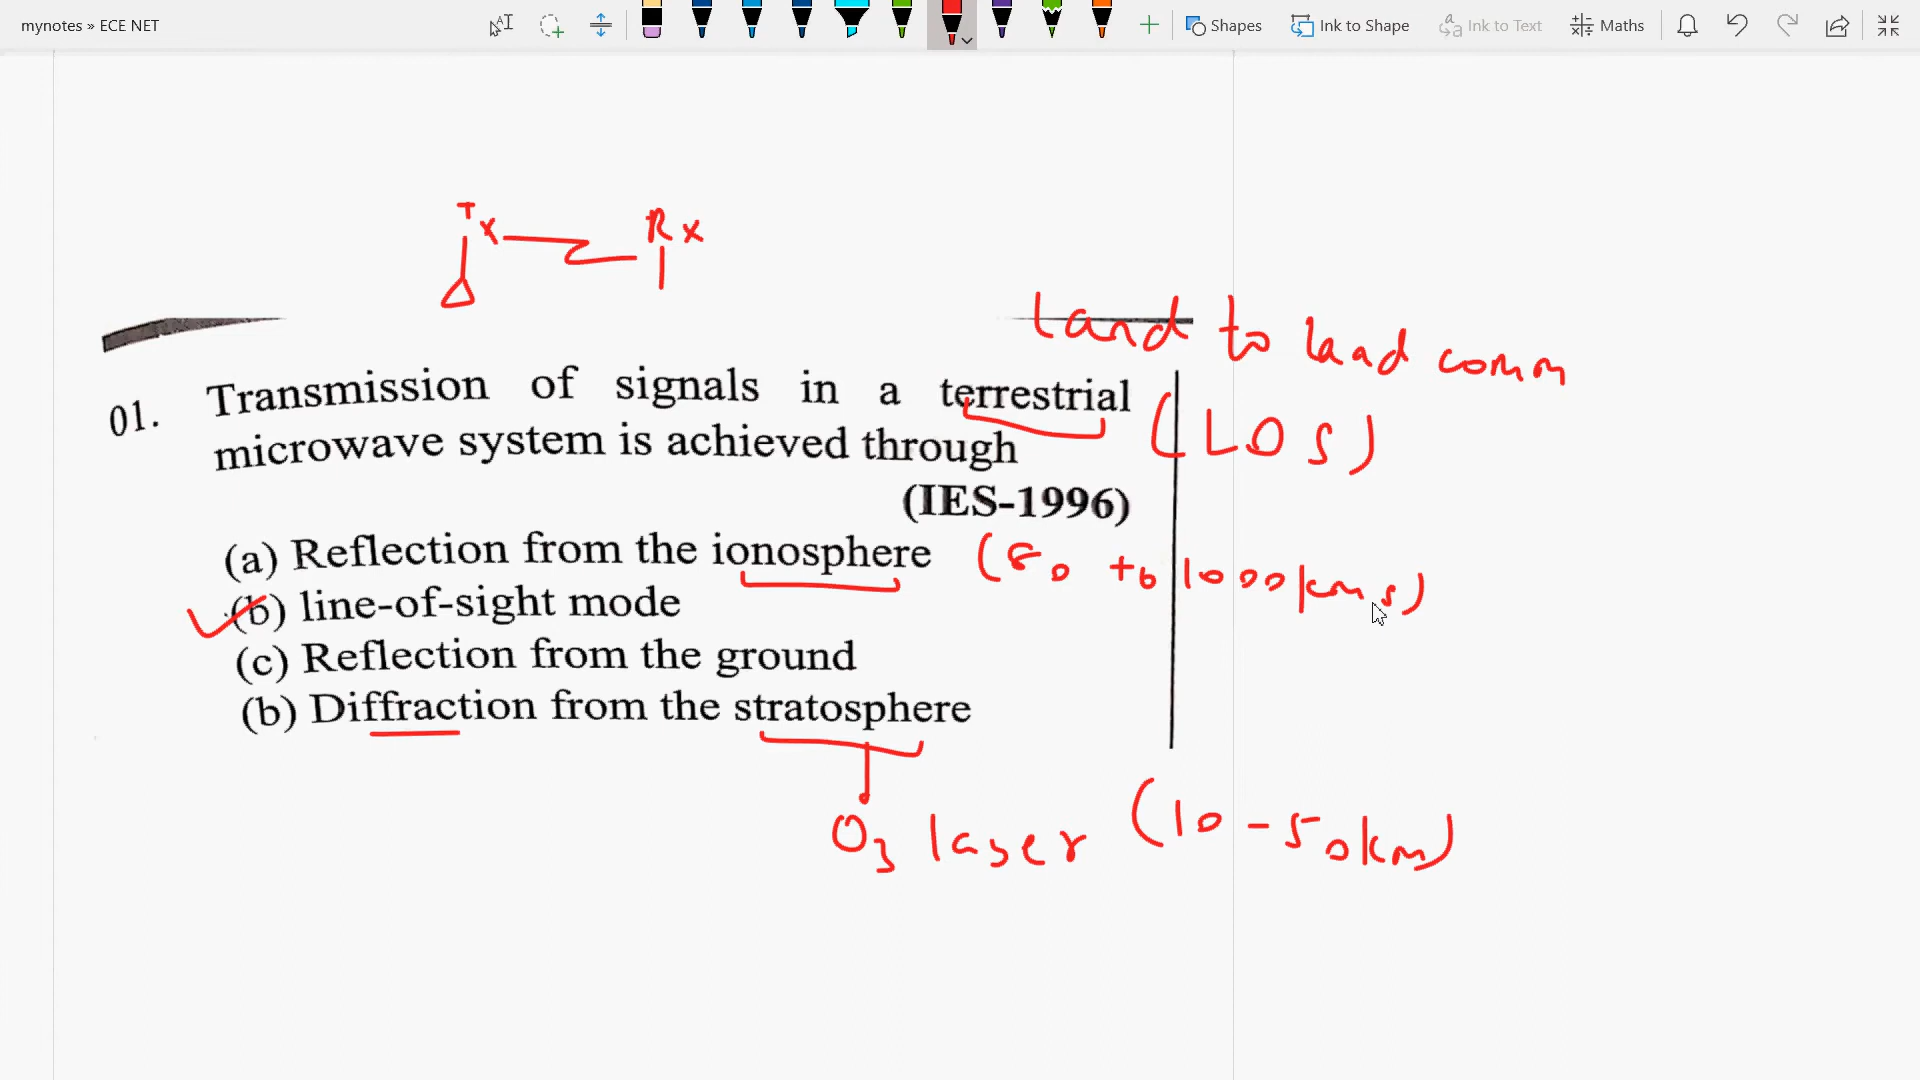 mynotes » ECE NET
Shapes
Ink to Shape
Ink to Text
Maths
Tx
Rx
land to land comm
01. Transmission of signals in a terrestrial
(LOS)
microwave system is achieved through
(IES-1996)
(a) Reflection from the ionosphere (80 to 1000kms)
(b) line-of-sight mode
(c) Reflection from the ground
(b) Diffraction from the stratosphere
O3 laser (10-50km)